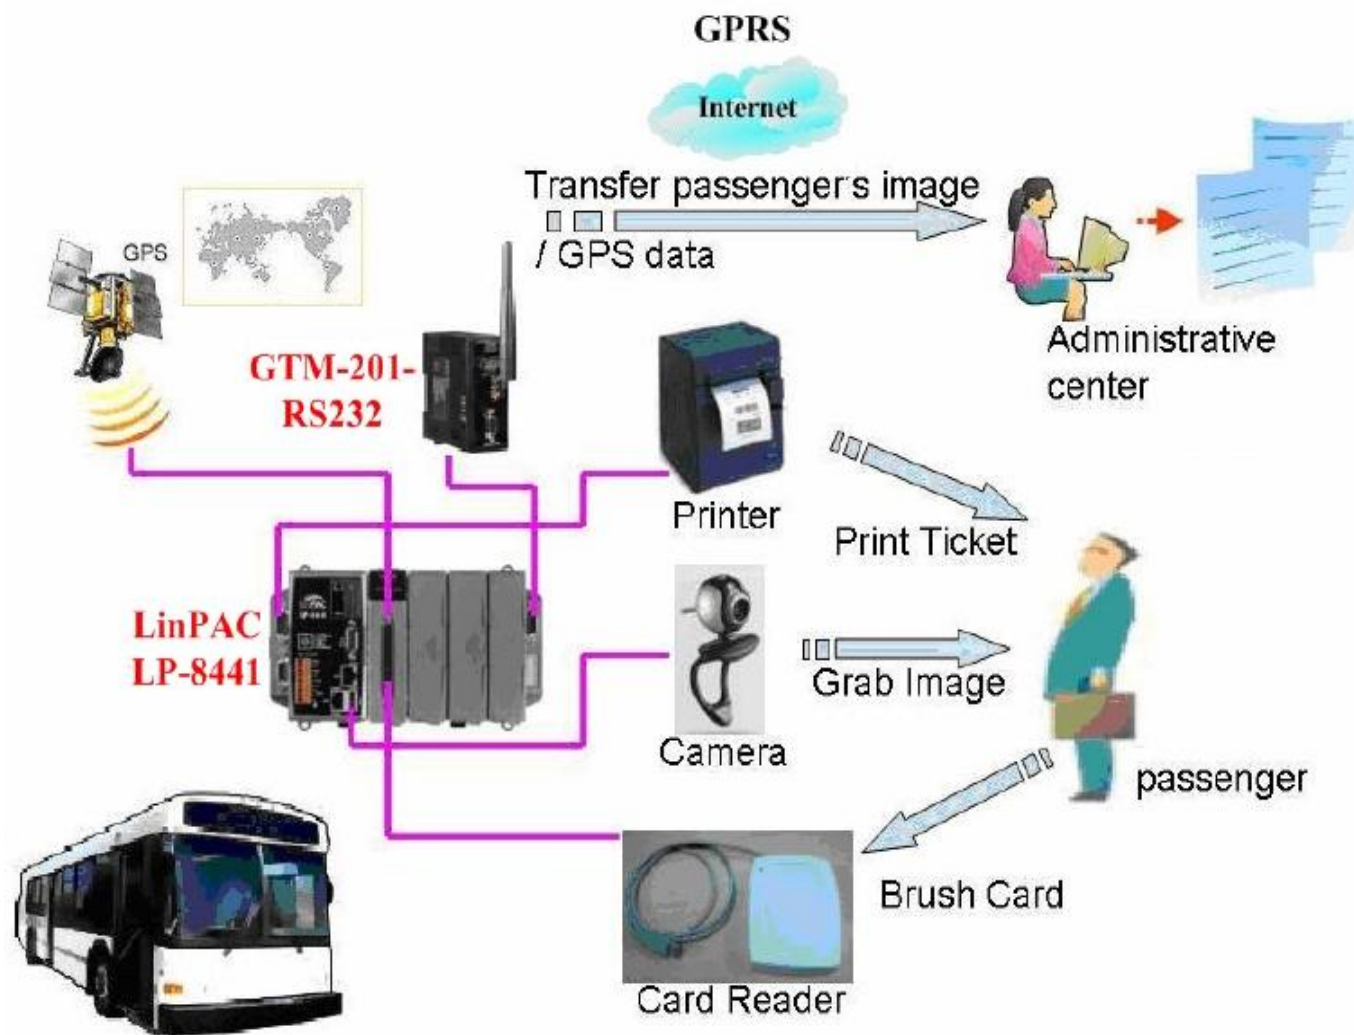 GPRS
Internet
Transfer passenger's image
/ GPS data
GPS
GTM-201-
RS232
Administrative
center
Printer
Print Ticket
LinPAC
LP-8441
Grab Image
Camera
passenger
Brush Card
Card Reader